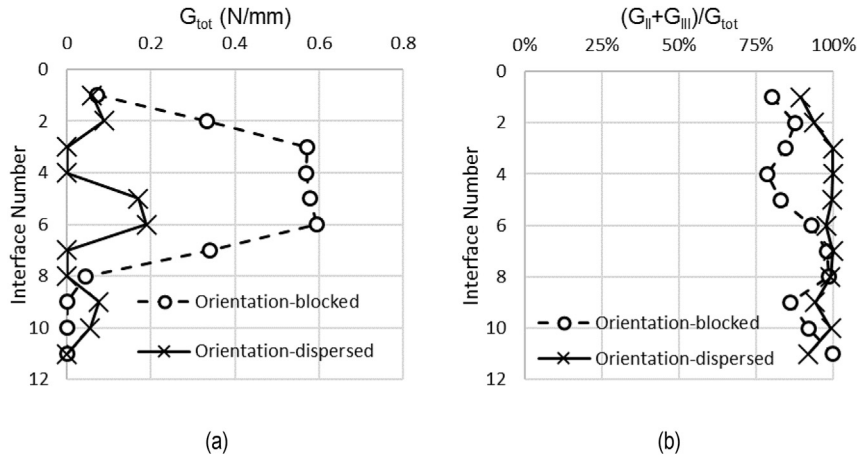 G_tot (N/mm)
0 0.2 0.4 0.6 0.8
0
2
4
6
8
10
12
Interface Number
Orientation-blocked
Orientation-dispersed
(a)
(G_II+G_III)/G_tot
0% 25% 50% 75% 100%
0
2
4
6
8
10
12
Interface Number
Orientation-blocked
Orientation-dispersed
(b)